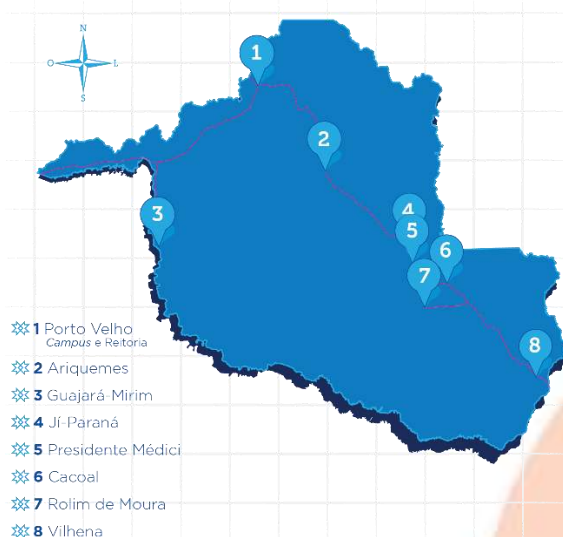 N
O L
S
1
2
3
4
5
6
7
8
1 Porto Velho
Campus e Reitoria
2 Ariquemes
3 Guajará-Mirim
4 Jí-Paraná
5 Presidente Médici
6 Cacoal
7 Rolim de Moura
8 Vilhena